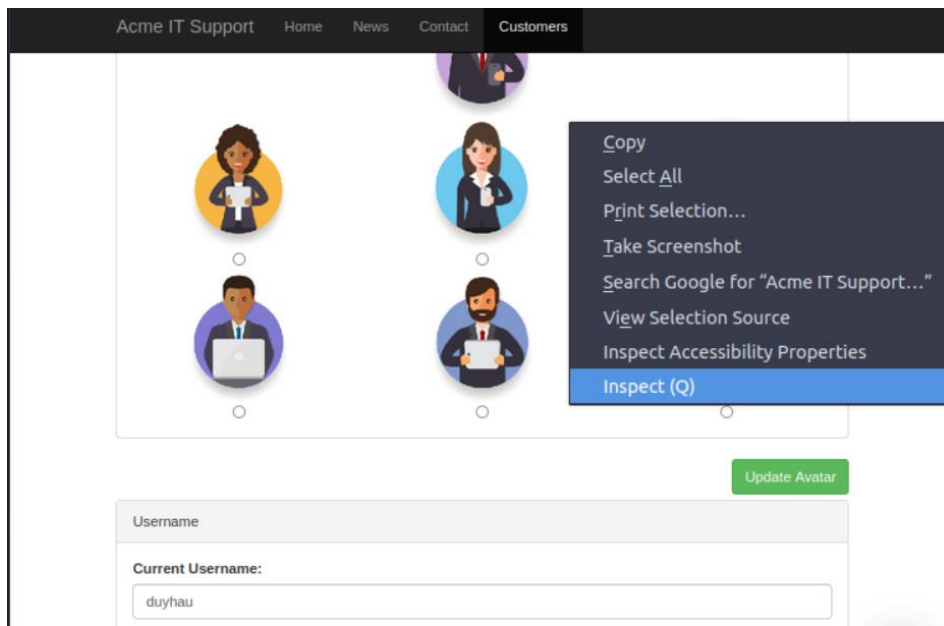 Acme IT Support Home News Contact Customers
Copy
Select All
Print Selection...
Take Screenshot
Search Google for “Acme IT Support...”
View Selection Source
Inspect Accessibility Properties
Inspect (Q)
Update Avatar
Username
Current Username:
duyhau